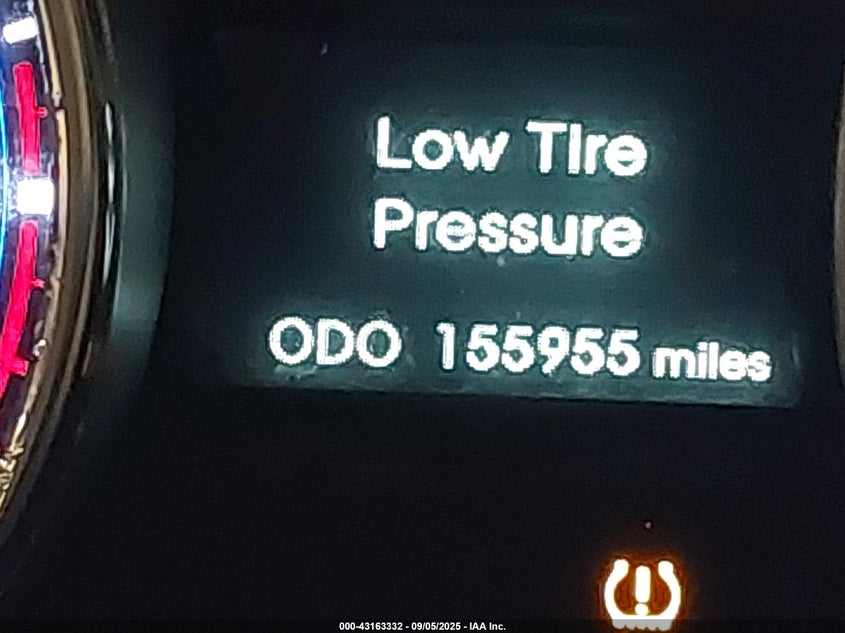 Low Tire
Pressure
ODO 155955 miles
000-43163332 - 09/05/2025 - IAA Inc.